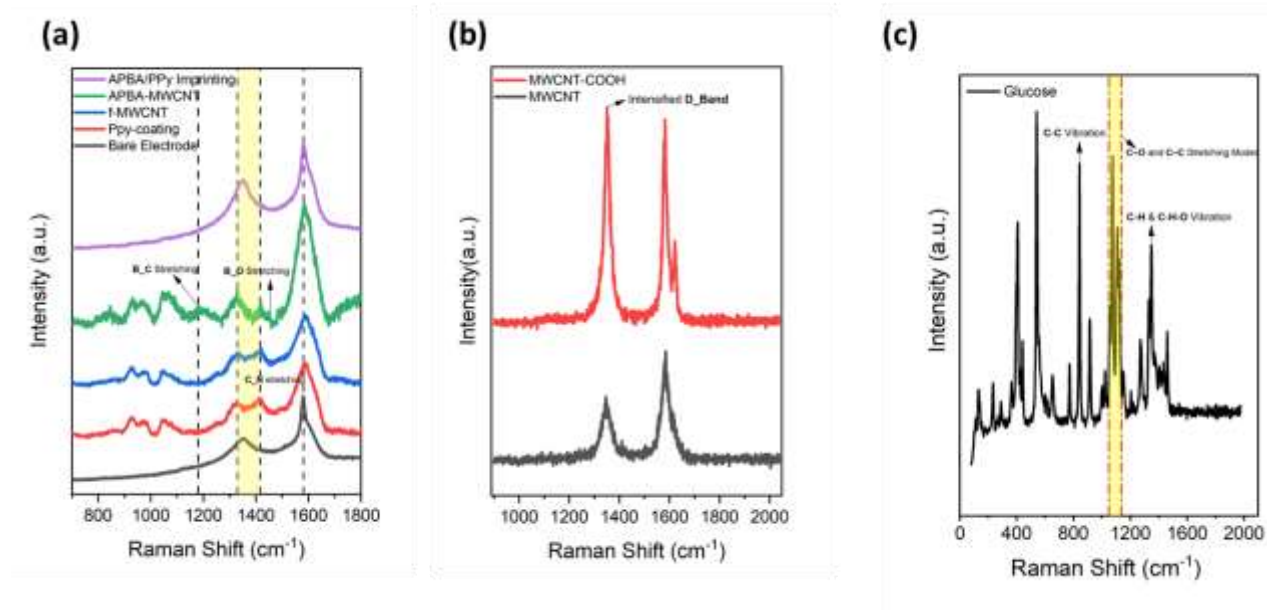 (a)
APBA/PPy Imprinting
APBA-MWCNT
f-MWCNT
Ppy-coating
Bare Electrode
B_C Stretching
B_O Stretching
Intensity (a.u.)
800 1000 1200 1400 1600 1800
Raman Shift (cm-1)
(b)
MWCNT-COOH
MWCNT
Intensified D_Band
Intensity(a.u.)
1000 1200 1400 1600 1800 2000
Raman Shift (cm-1)
(c)
Glucose
C-C Vibration
C–O and C–C Stretching Modes
C-H & C-H-O Vibration
Intensity (a.u.)
0 400 800 1200 1600 2000
Raman Shift (cm-1)